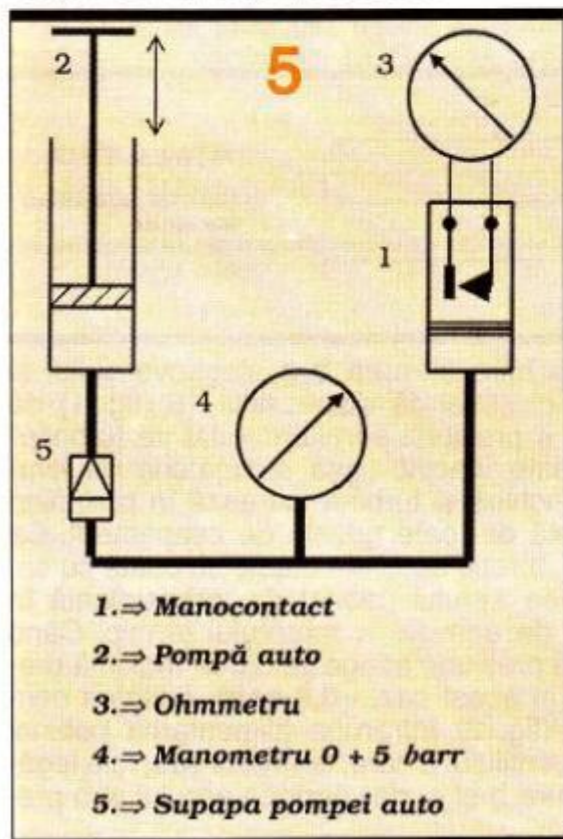 2
5
3
1
4
5
1.⇒ Manocontact
2.⇒ Pompă auto
3.⇒ Ohmmetru
4.⇒ Manometru 0 + 5 barr
5.⇒ Supapa pompei auto